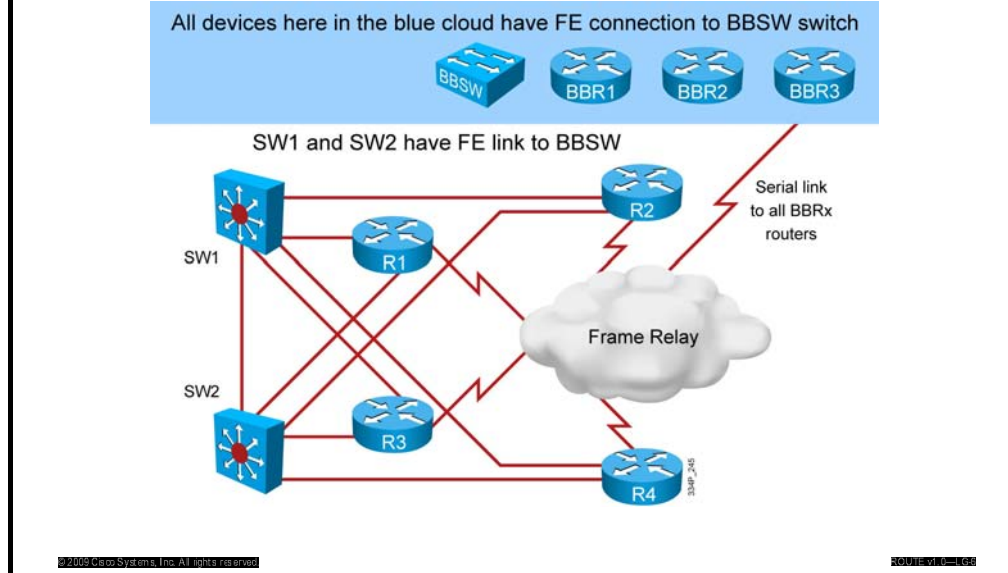 All devices here in the blue cloud have FE connection to BBSW switch
BBSW
BBR1
BBR2
BBR3
SW1 and SW2 have FE link to BBSW
Serial link
to all BBRx
routers
R2
SW1
R1
Frame Relay
SW2
R3
R4
334P_245
© 2009 Cisco Systems, Inc. All rights reserved.
ROUTE v1.0—LG-6